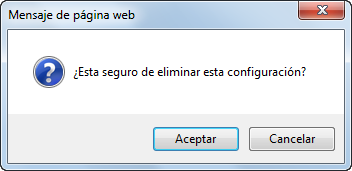 Mensaje de página web
¿Esta seguro de eliminar esta configuración?
Aceptar
Cancelar